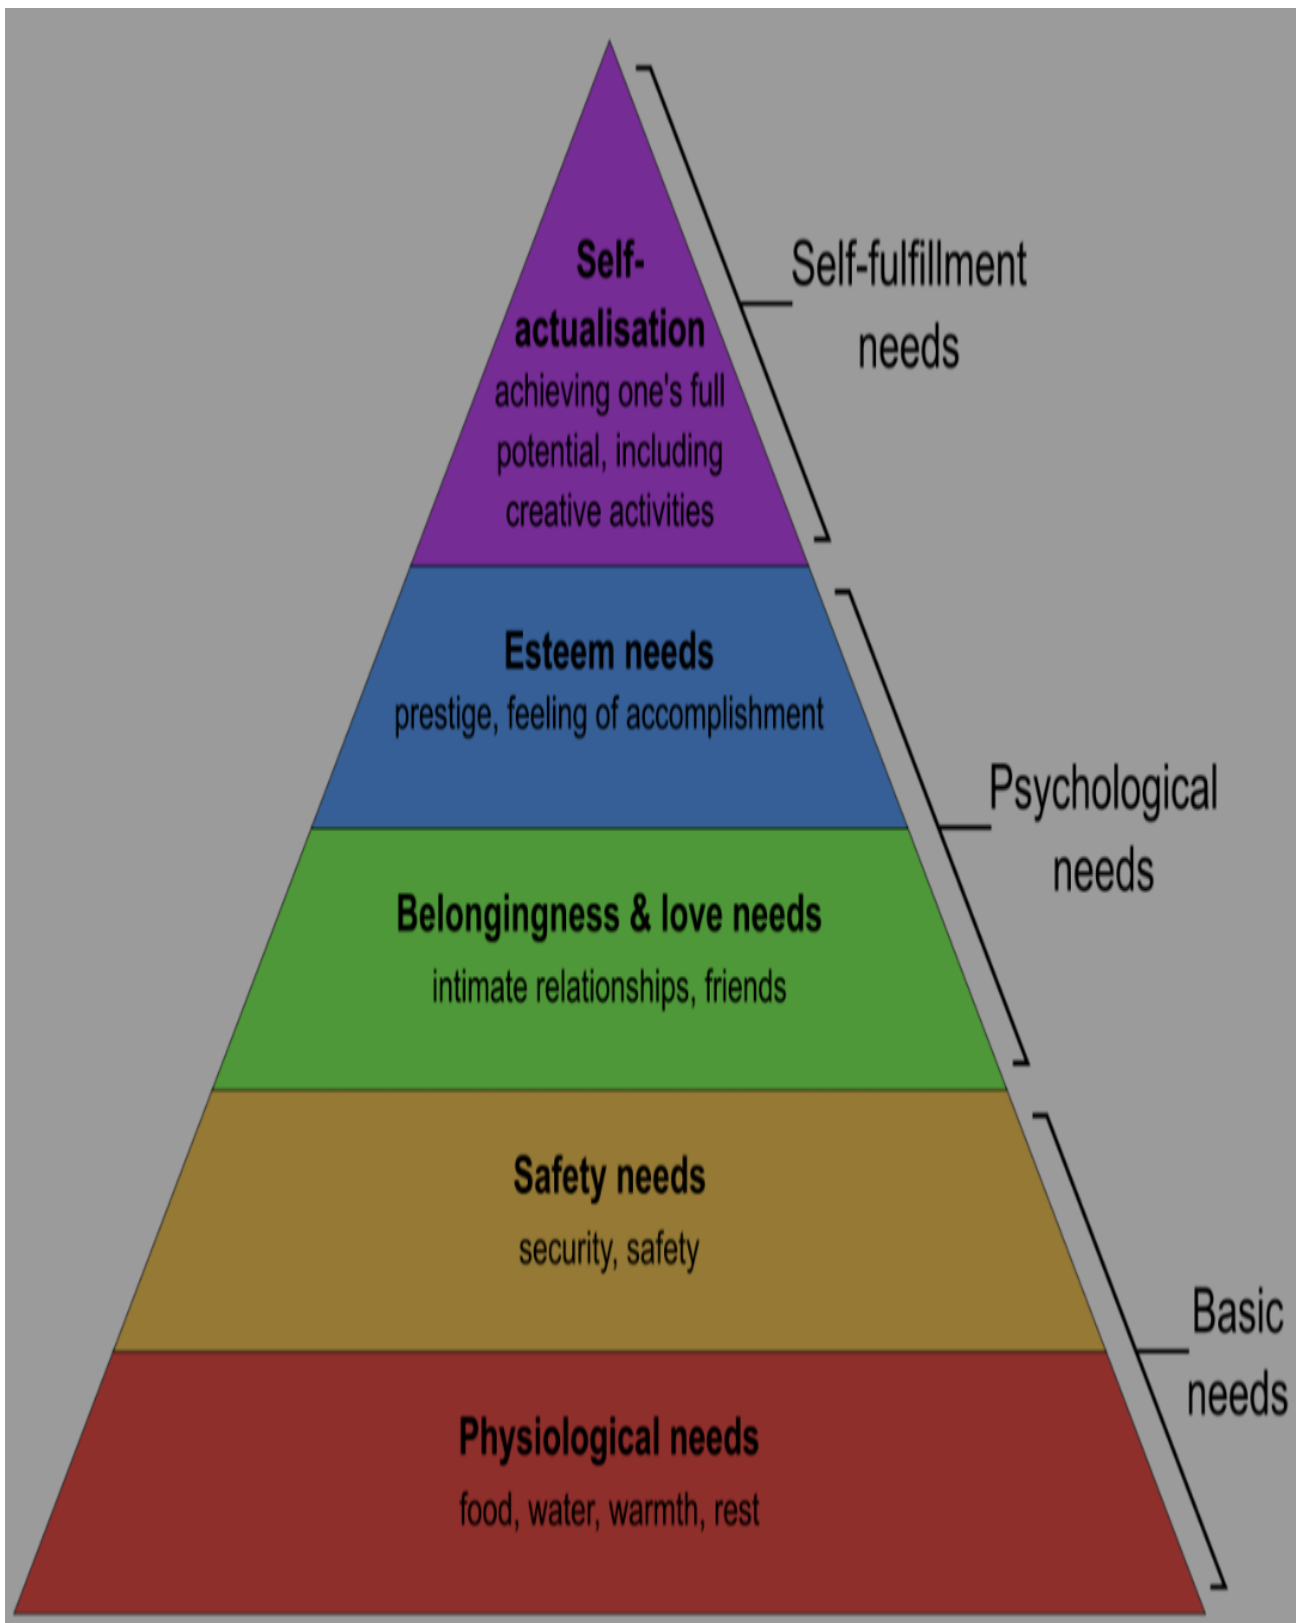 Self-
actualisation
achieving one's full
potential, including
creative activities
Self-fulfillment
needs
Esteem needs
prestige, feeling of accomplishment
Psychological
needs
Belongingness & love needs
intimate relationships, friends
Safety needs
security, safety
Basic
needs
Physiological needs
food, water, warmth, rest